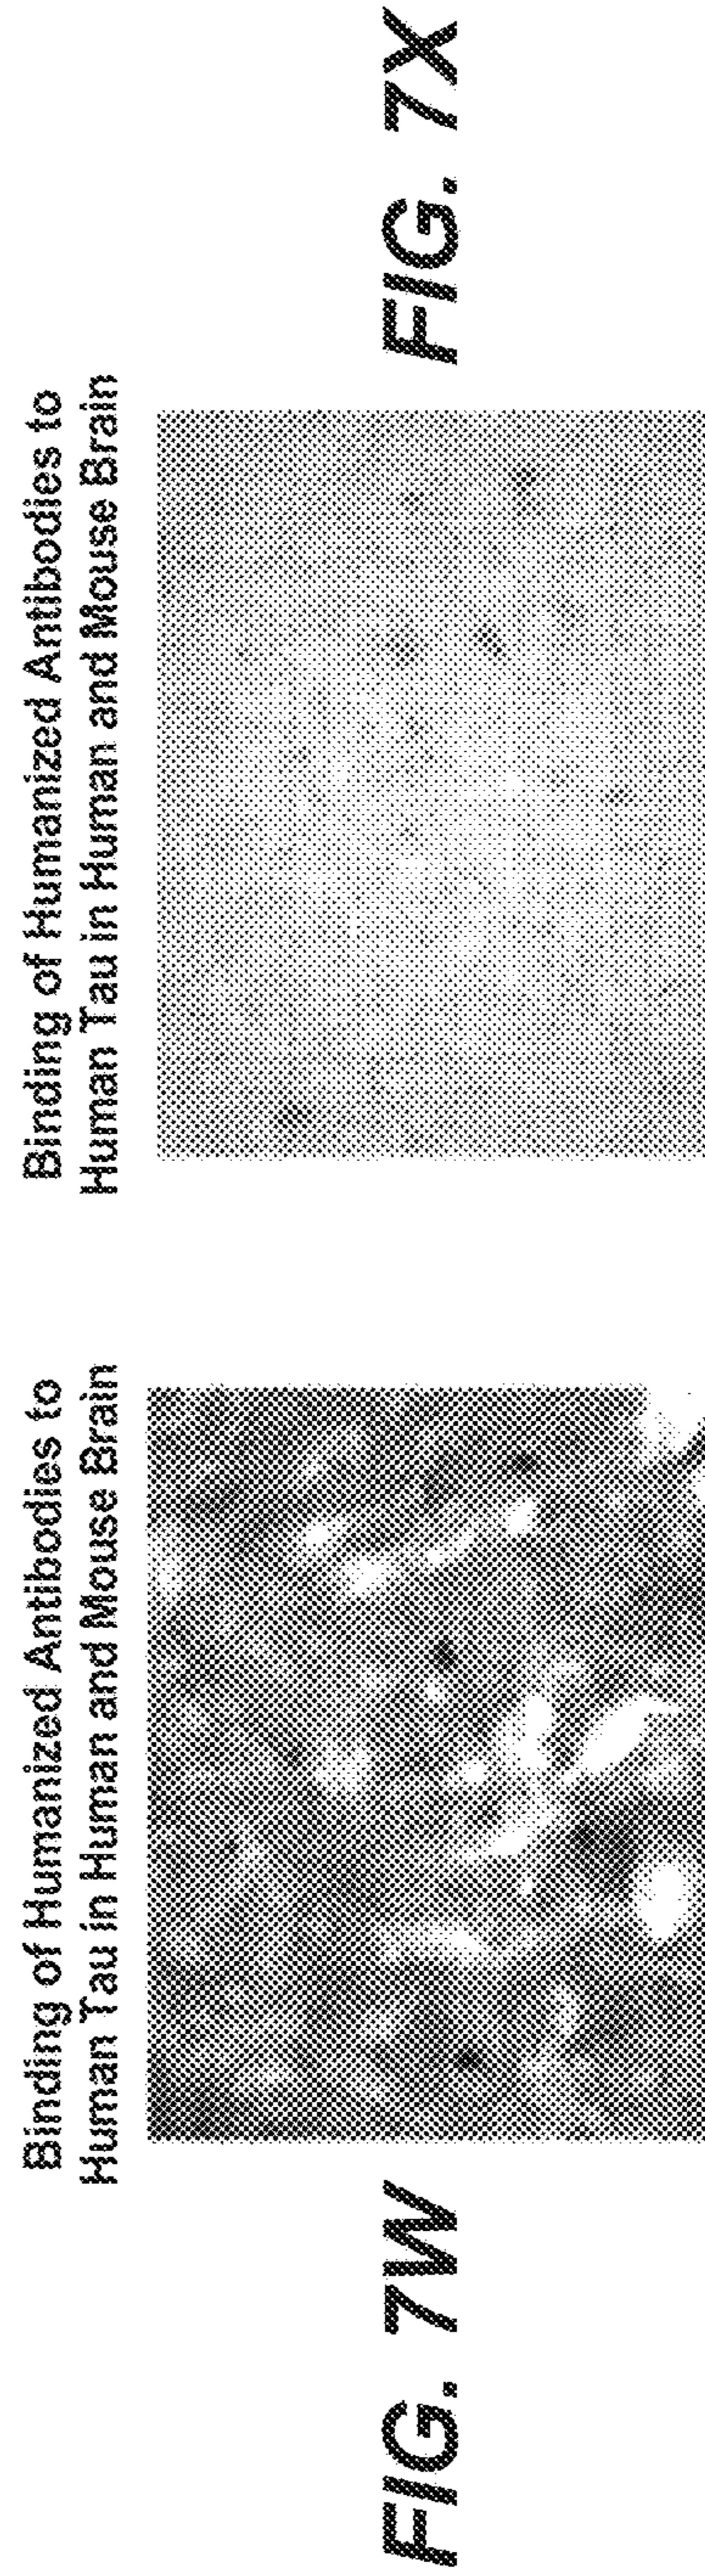 Binding of Humanized Antibodies to
Human Tau in Human and Mouse Brain
FIG. 7W
Binding of Humanized Antibodies to
Human Tau in Human and Mouse Brain
FIG. 7X